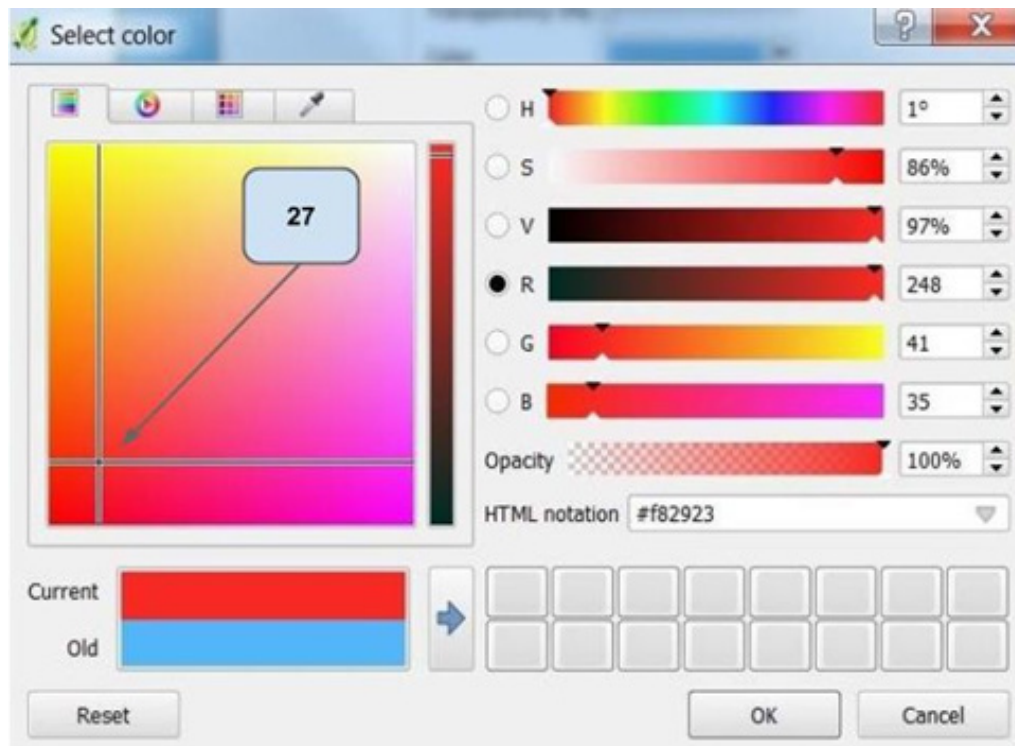 Select color
?
X
27
H 1°
S 86%
V 97%
R 248
G 41
B 35
Opacity 100%
HTML notation #f82923
Current
Old
Reset
OK
Cancel